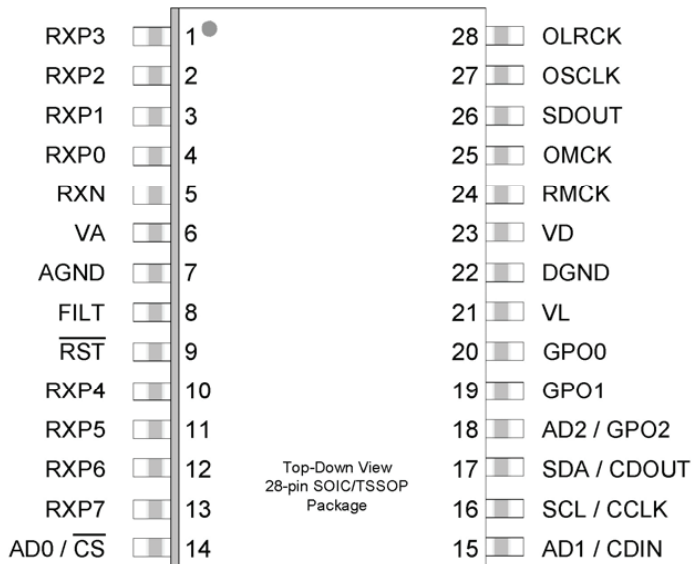 RXP3 1 28 OLRCK
RXP2 2 27 OSCLK
RXP1 3 26 SDOUT
RXP0 4 25 OMCK
RXN 5 24 RMCK
VA 6 23 VD
AGND 7 22 DGND
FILT 8 21 VL
R̅S̅T̅ 9 20 GPO0
RXP4 10 19 GPO1
RXP5 11 18 AD2 / GPO2
RXP6 12 Top-Down View 17 SDA / CDOUT
28-pin SOIC/TSSOP
RXP7 13 Package 16 SCL / CCLK
AD0 / C̅S̅ 14 15 AD1 / CDIN